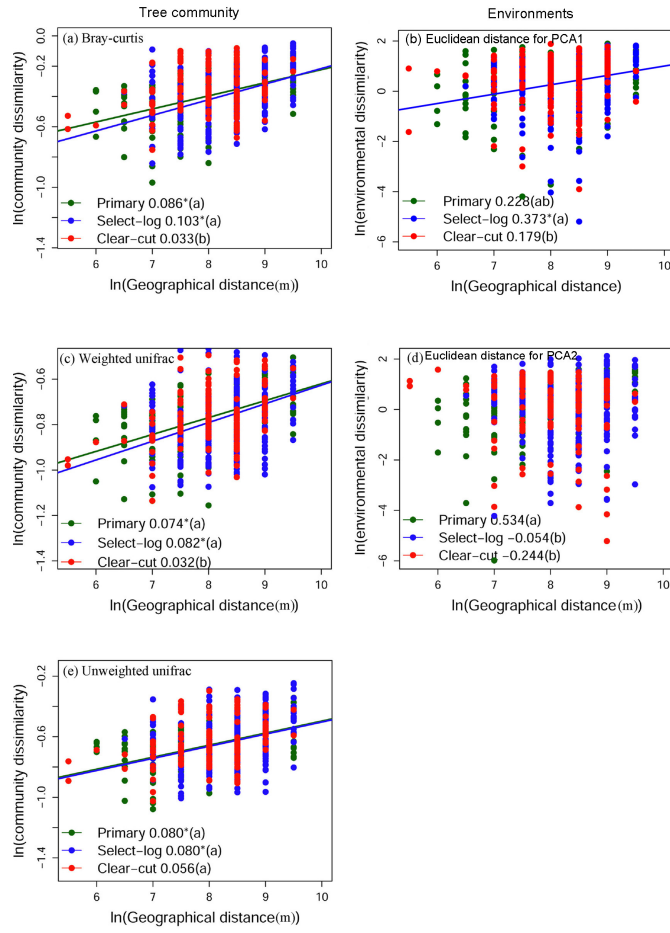 Tree community
Environments
(a) Bray-curtis
ln(community dissimilarity)
0.0
−0.2
−0.6
−1.0
−1.4
Primary 0.086*(a)
Select−log 0.103*(a)
Clear−cut 0.033(b)
6 7 8 9 10
ln(Geographical distance(m))
(b) Euclidean distance for PCA1
ln(environmental dissimilarity)
2
0
−2
−4
−6
Primary 0.228(ab)
Select−log 0.373*(a)
Clear−cut 0.179(b)
6 7 8 9 10
ln(Geographical distance)
(c) Weighted unifrac
ln(community dissimilarity)
−0.6
−0.8
−1.0
−1.2
−1.4
Primary 0.074*(a)
Select−log 0.082*(a)
Clear−cut 0.032(b)
6 7 8 9 10
ln(Geographical distance(m))
(d) Euclidean distance for PCA2
ln(environmental dissimilarity)
2
0
−2
−4
−6
Primary 0.534(a)
Select−log −0.054(b)
Clear−cut −0.244(b)
6 7 8 9 10
ln(Geographical distance (m))
(e) Unweighted unifrac
ln(community dissimilarity)
−0.2
−0.6
−1.0
−1.4
Primary 0.080*(a)
Select−log 0.080*(a)
Clear−cut 0.056(a)
6 7 8 9 10
ln(Geographical distance(m))